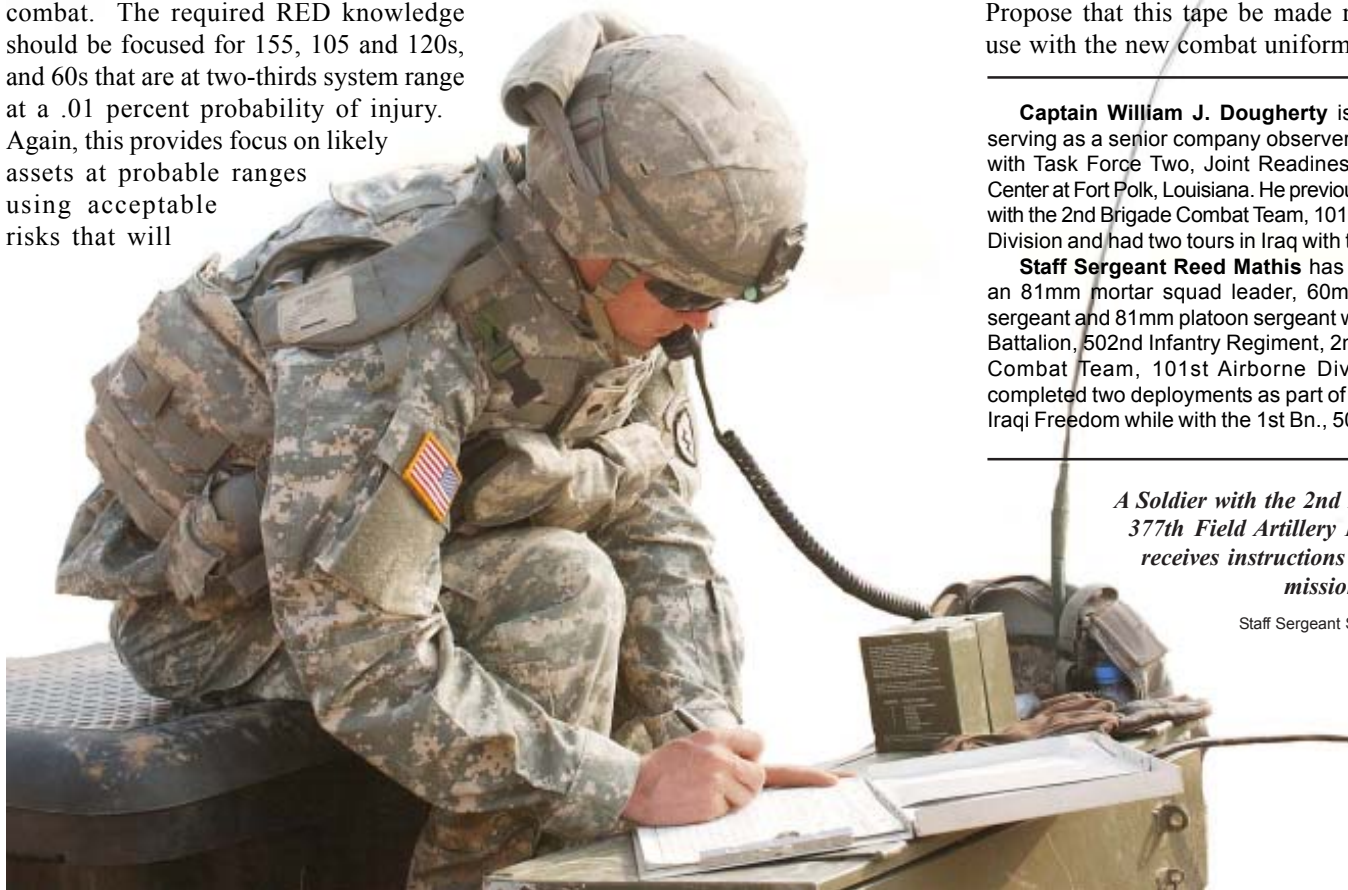 combat. The required RED knowledge
should be focused for 155, 105 and 120s,
and 60s that are at two-thirds system range
at a .01 percent probability of injury.
Again, this provides focus on likely
assets at probable ranges
using acceptable
risks that will
Propose that this tape be made
use with the new combat uniform
Captain William J. Dougherty is
serving as a senior company observer
with Task Force Two, Joint Readiness
Center at Fort Polk, Louisiana. He
with the 2nd Brigade Combat Team, 101
Division and had two tours in Iraq with
Staff Sergeant Reed Mathis has
an 81mm mortar squad leader,
sergeant and 81mm platoon sergeant
Battalion, 502nd Infantry Regiment,
Combat Team, 101st Airborne
completed two deployments as part of
Iraqi Freedom while with the 1st Bn.,
A Soldier with the 2nd
377th Field Artillery
receives instructions
Staff Sergeant